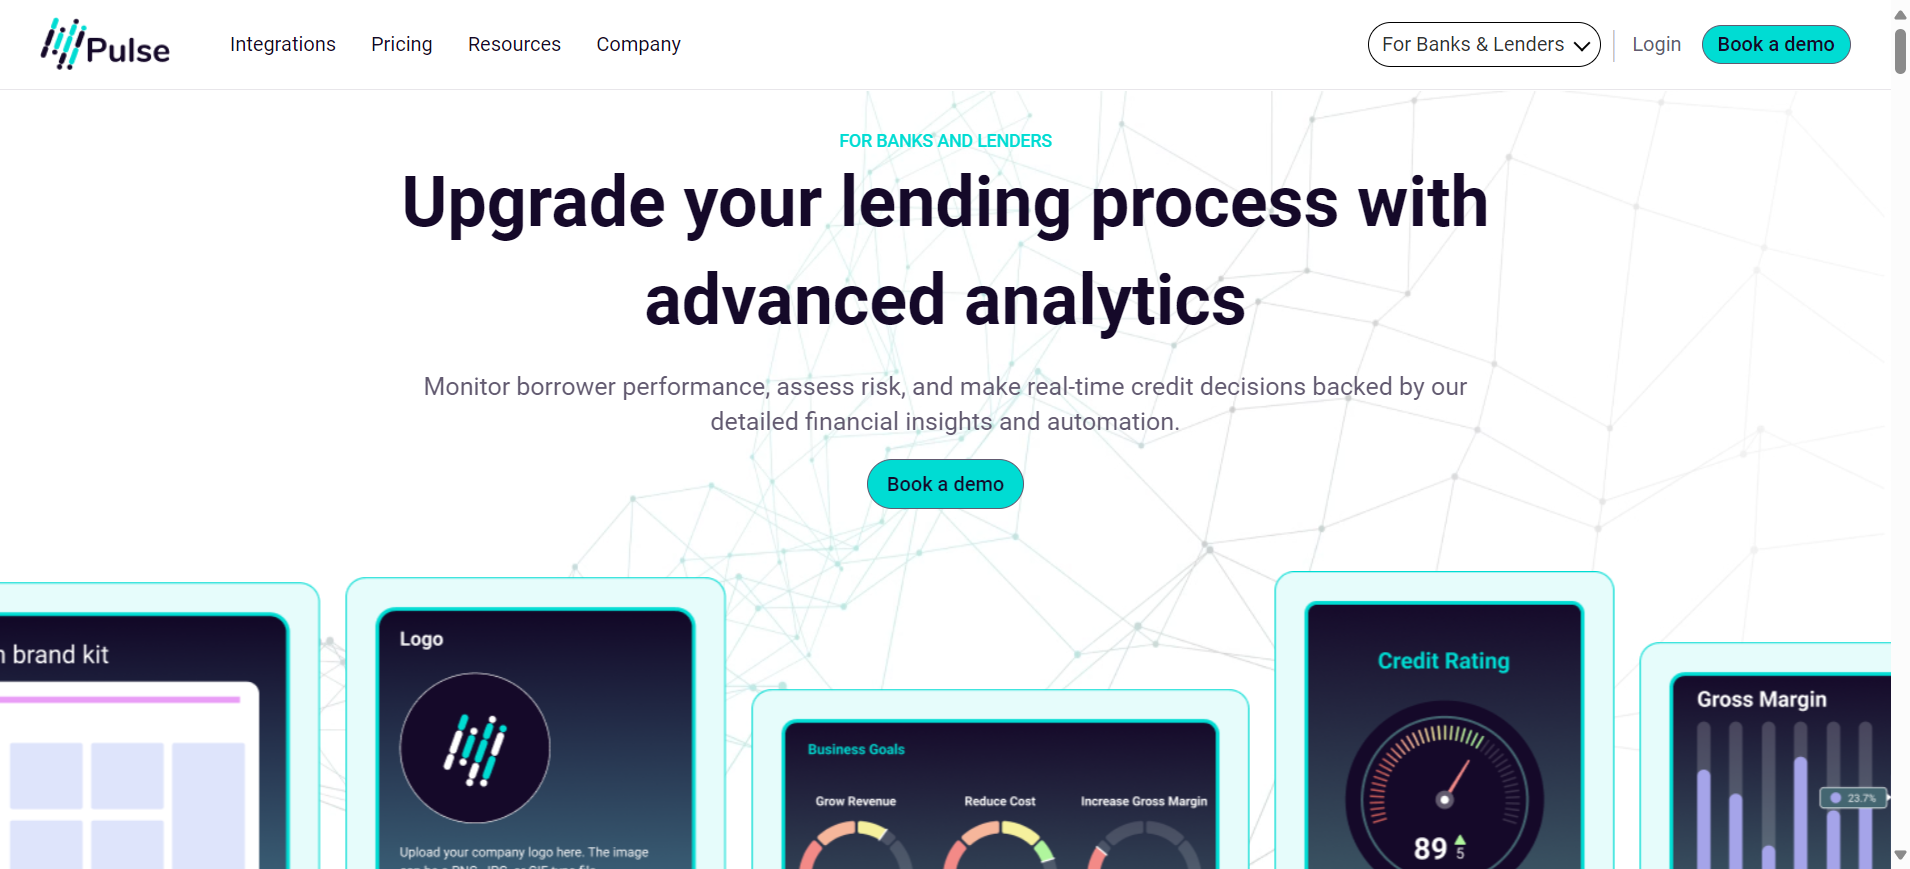 Pulse
Integrations
Pricing
Resources
Company
For Banks & Lenders
Login
Book a demo
FOR BANKS AND LENDERS
Upgrade your lending process with
advanced analytics
Monitor borrower performance, assess risk, and make real-time credit decisions backed by our
detailed financial insights and automation.
Book a demo
brand kit
Logo
Upload your company logo here. The image
Business Goals
Grow Revenue
Reduce Cost
Increase Gross Margin
Credit Rating
89
5
Gross Margin
23.7%